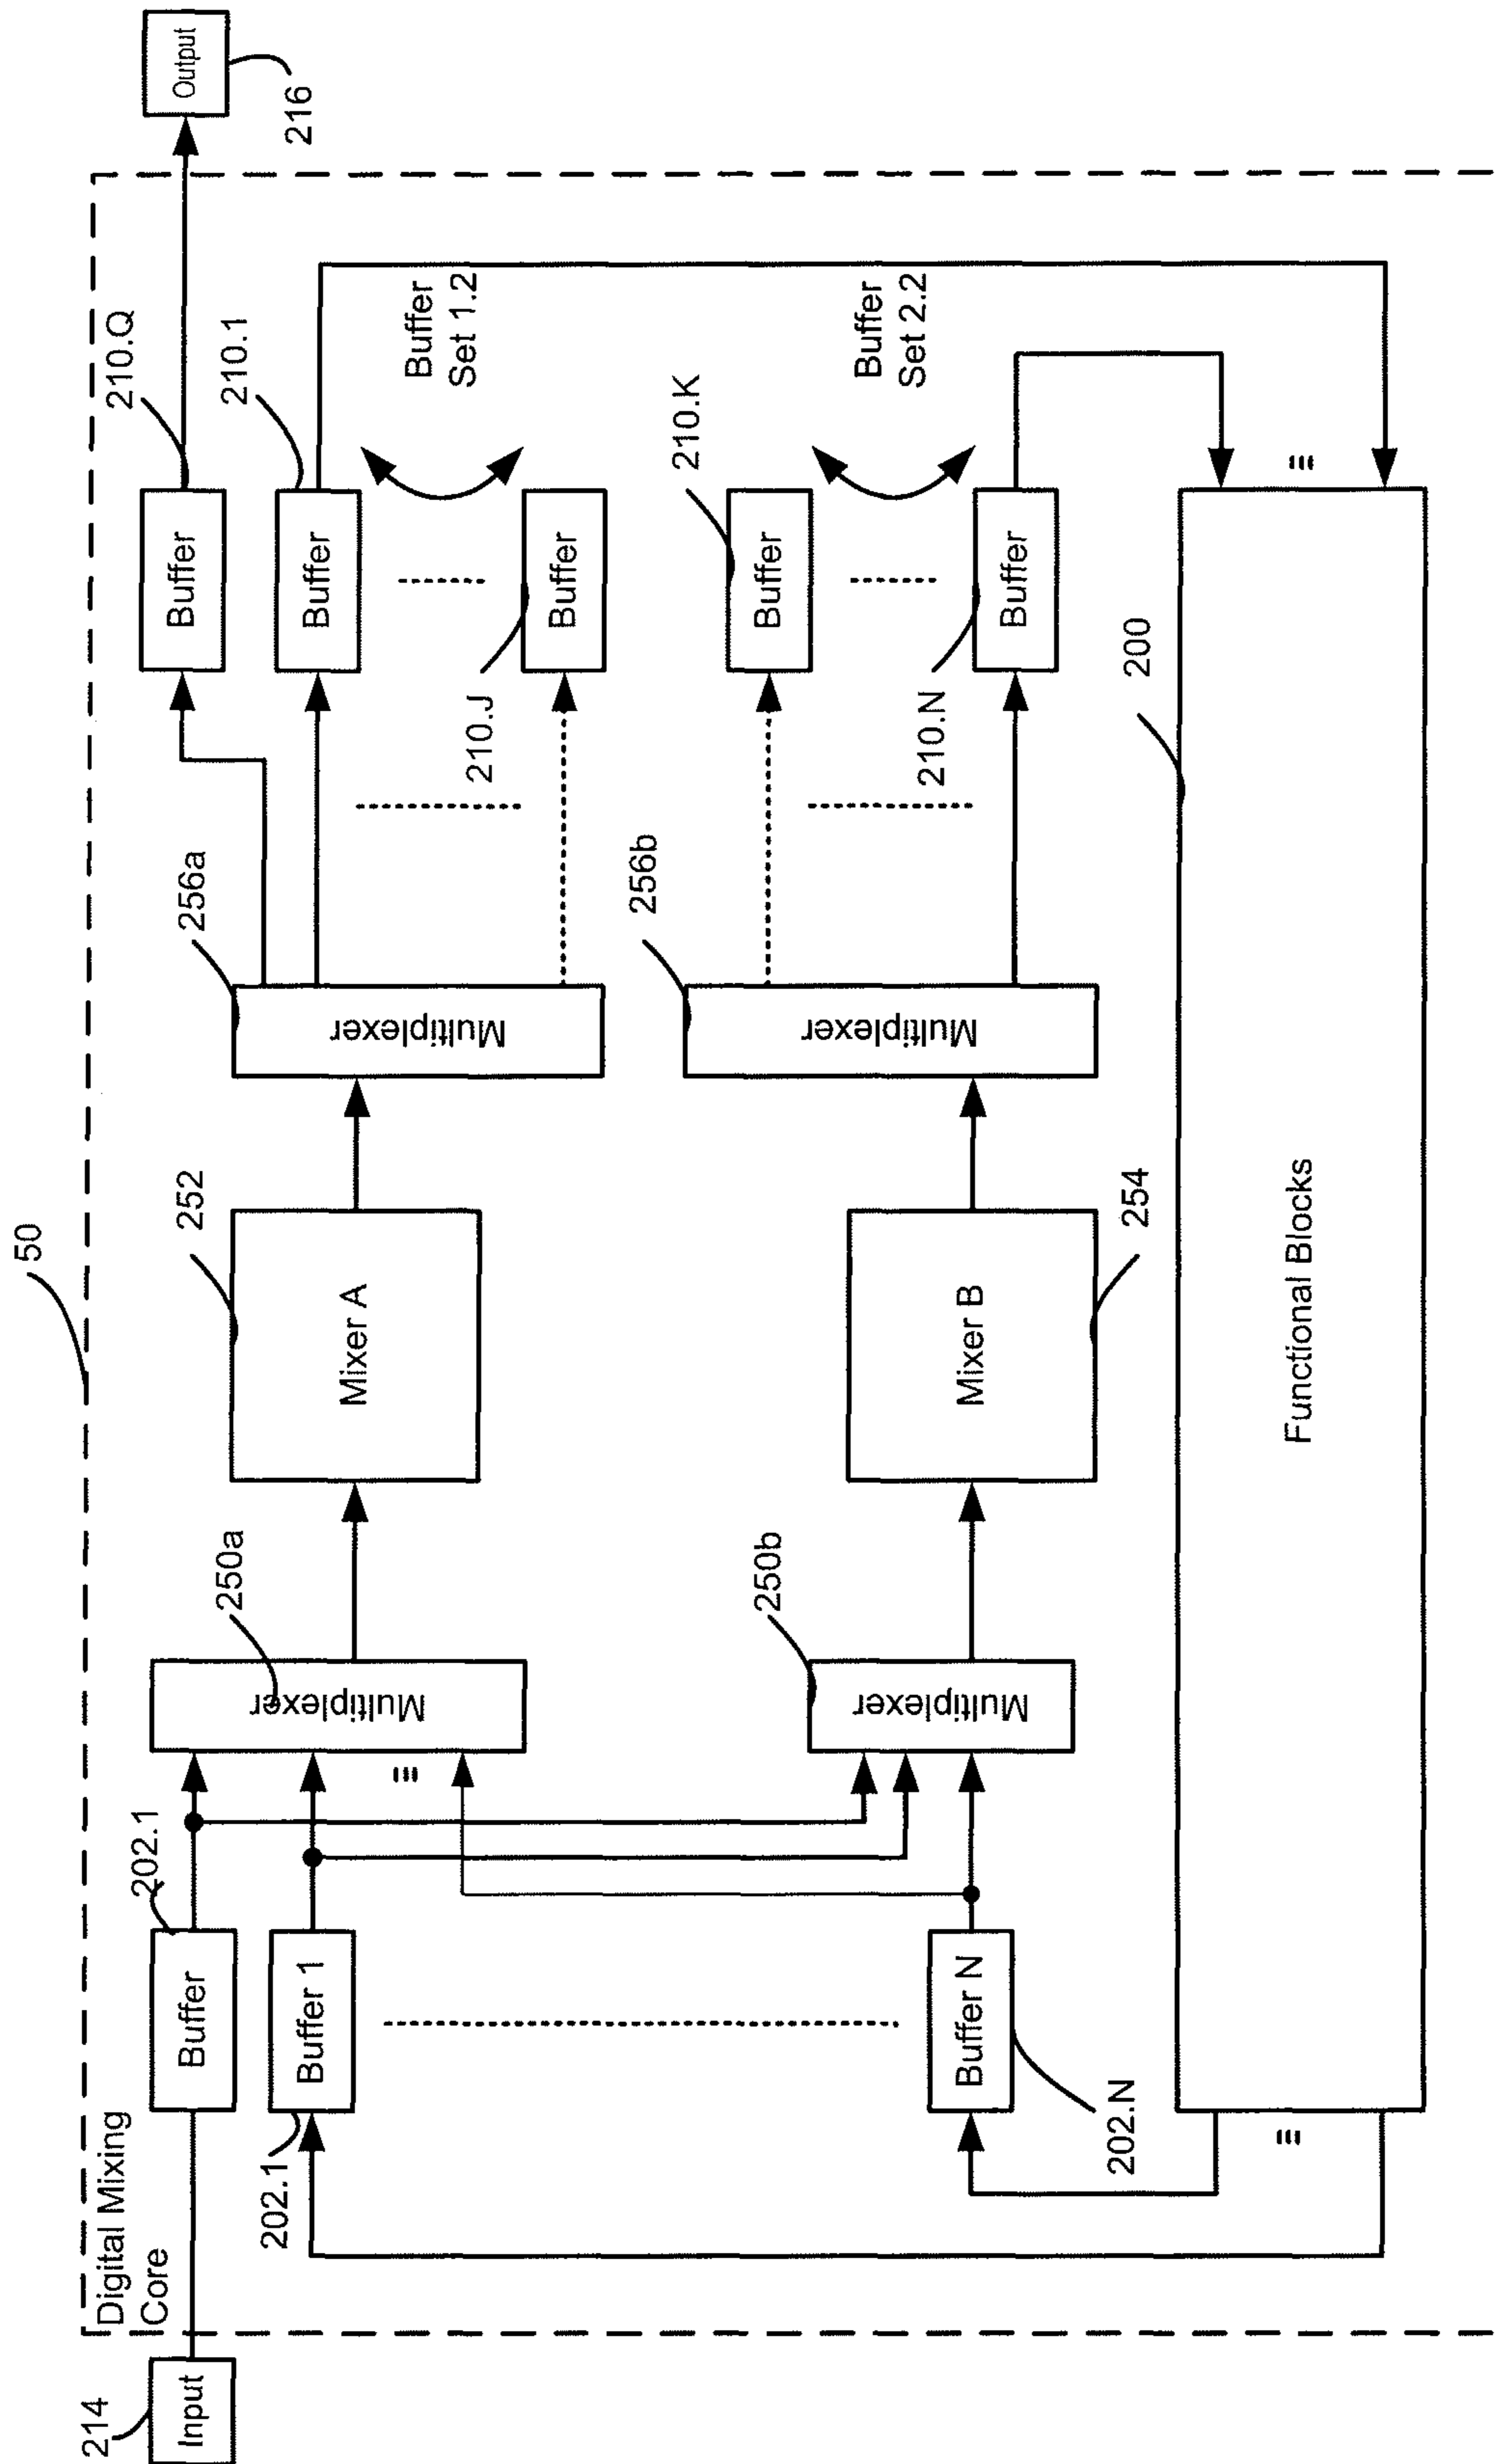 50
Digital Mixing
Core
214
Input
202.1
Buffer
202.1
Buffer 1
Buffer N
202.N
250a
Multiplexer
250b
Multiplexer
252
Mixer A
Mixer B
254
256a
Multiplexer
256b
Multiplexer
210.Q
Buffer
210.1
Buffer
210.J
Buffer
Buffer
Set 1.2
210.K
Buffer
210.N
Buffer
Buffer
Set 2.2
Output
216
200
Functional Blocks